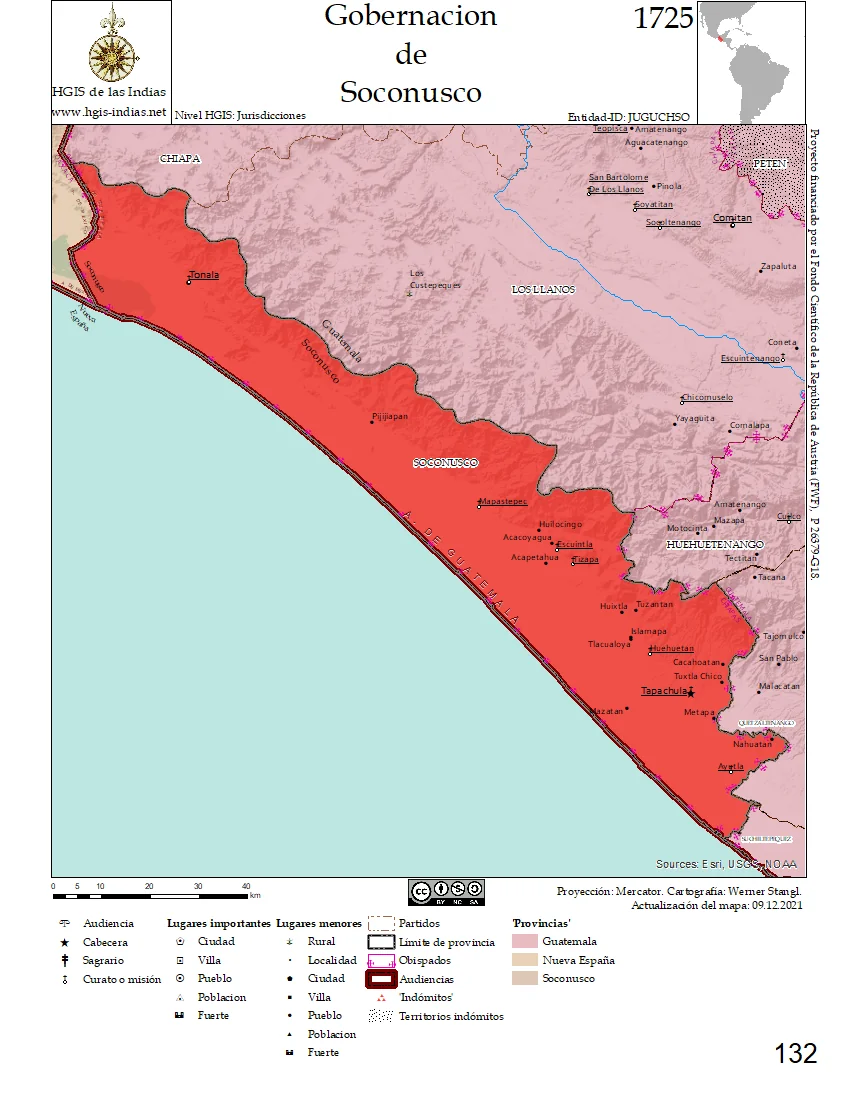 Gobernacion
de
Soconusco
1725
HGIS de las Indias
www.hgis-indias.net
Nivel HGIS: Jurisdicciones
Entidad-ID: JUGUCHSO
CHIAPA
Teopisca
Amatenango
Aguacatenango
PETEN
San Bartolome
De Los Llanos
Pinola
Soyatitan
Socoltenango
Comitan
Zapaluta
Soconusco
Nueva
España
Tonala
Los
Custepeques
LOS LLANOS
Guatemala
Soconusco
Coneta
Escuintenango
Chicomuselo
Yayaguita
Comalapa
Pijijiapan
SOCONUSCO
Mapastepec
Amatenango
Mazapa
Cuilco
Motocinta
HUEHUETENANGO
Tectitan
Huilocingo
Acacoyagua
Escuintla
Acapetahua
Tizapa
A. DE GUATEMALA
Tacana
Huixtla
Tuzantan
Islamapa
Tlacualoya
Huehuetan
Tajomulco
Cacahoatan
San Pablo
Tuxtla Chico
Tapachula
Malacatan
Mazatan
Metapa
QUETZALTENANGO
Nahuatan
Ayutla
SUCHILTEPEQUIZ
Sources: Esri, USGS, NOAA
Proyecto financiado por el Fondo Científico de la República de Austria (FWF), P 26379-G18.
0 5 10 20 30 40
km
CC BY NC SA
Proyección: Mercator. Cartografía: Werner Stangl.
Actualización del mapa: 09.12.2021
Audiencia
Cabecera
Sagrario
Curato o misión
Lugares importantes
Ciudad
Villa
Pueblo
Poblacion
Fuerte
Lugares menores
Rural
Localidad
Ciudad
Villa
Pueblo
Poblacion
Fuerte
Partidos
Límite de provincia
Obispados
Audiencias
'Indómitos'
Territorios indómitos
'Provincias'
Guatemala
Nueva España
Soconusco
132